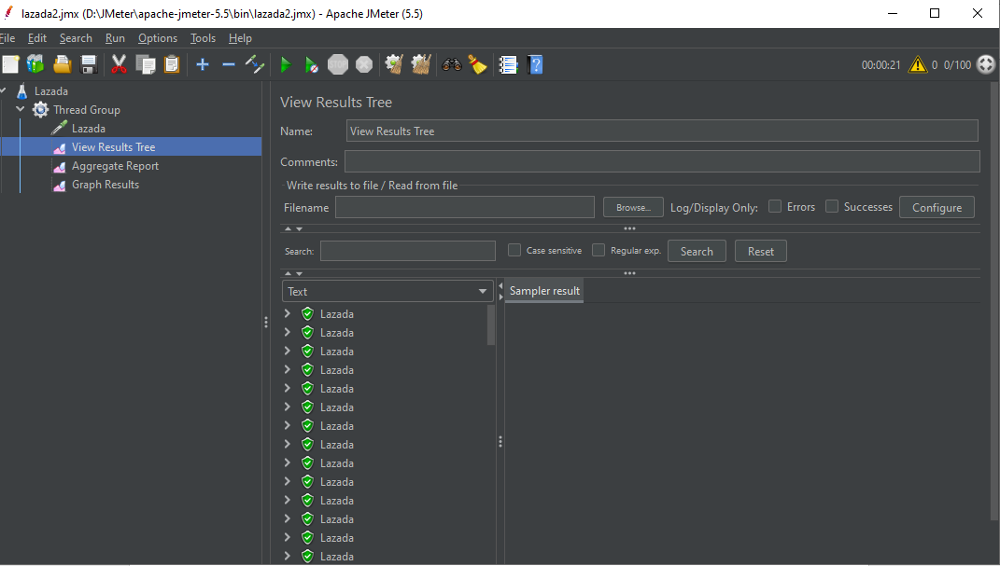 lazada2.jmx (D:\JMeter\apache-jmeter-5.5\bin\lazada2.jmx) - Apache JMeter (5.5)
File Edit Search Run Options Tools Help
STOP 00:00:21 0 0/100
Lazada
Thread Group
Lazada
View Results Tree
Aggregate Report
Graph Results
View Results Tree
Name: View Results Tree
Comments:
Write results to file / Read from file
Filename Browse... Log/Display Only: Errors Successes Configure
Search: Case sensitive Regular exp. Search Reset
Text
Sampler result
Lazada
Lazada
Lazada
Lazada
Lazada
Lazada
Lazada
Lazada
Lazada
Lazada
Lazada
Lazada
Lazada
Lazada